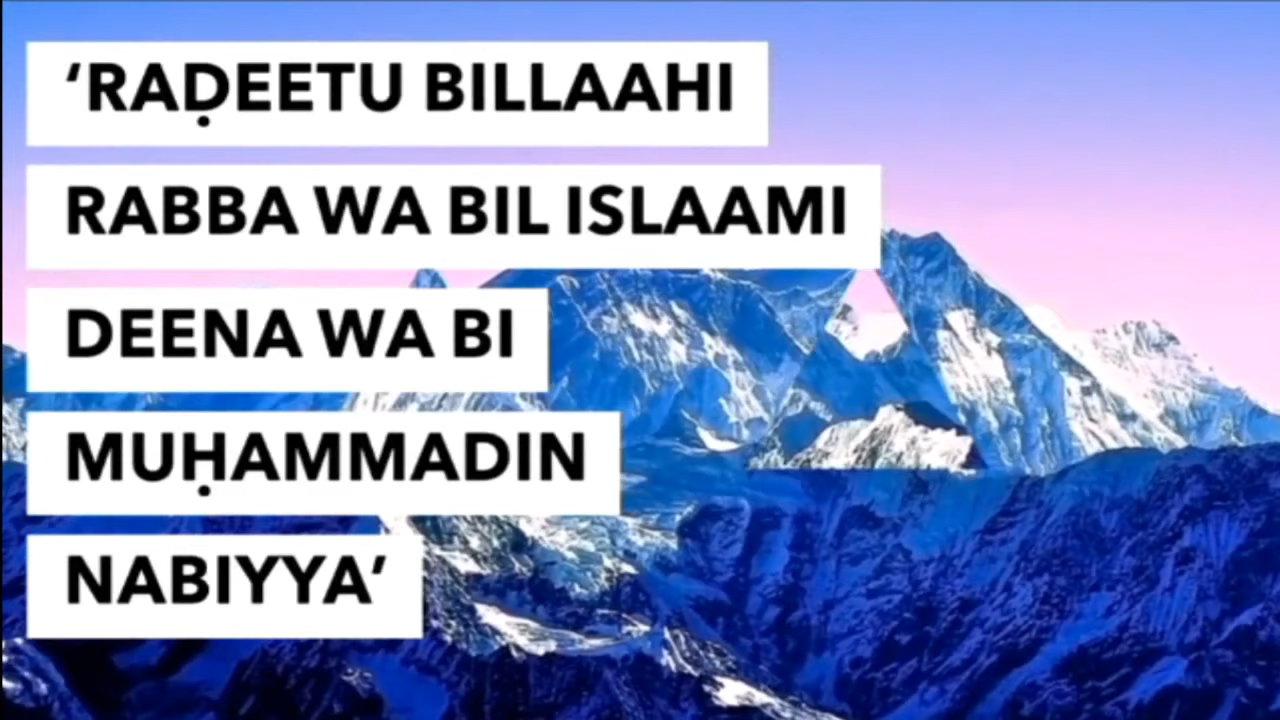 ‘RAḌEETU BILLAAHI
RABBA WA BIL ISLAAMI
DEENA WA BI
MUḤAMMADIN
NABIYYA’